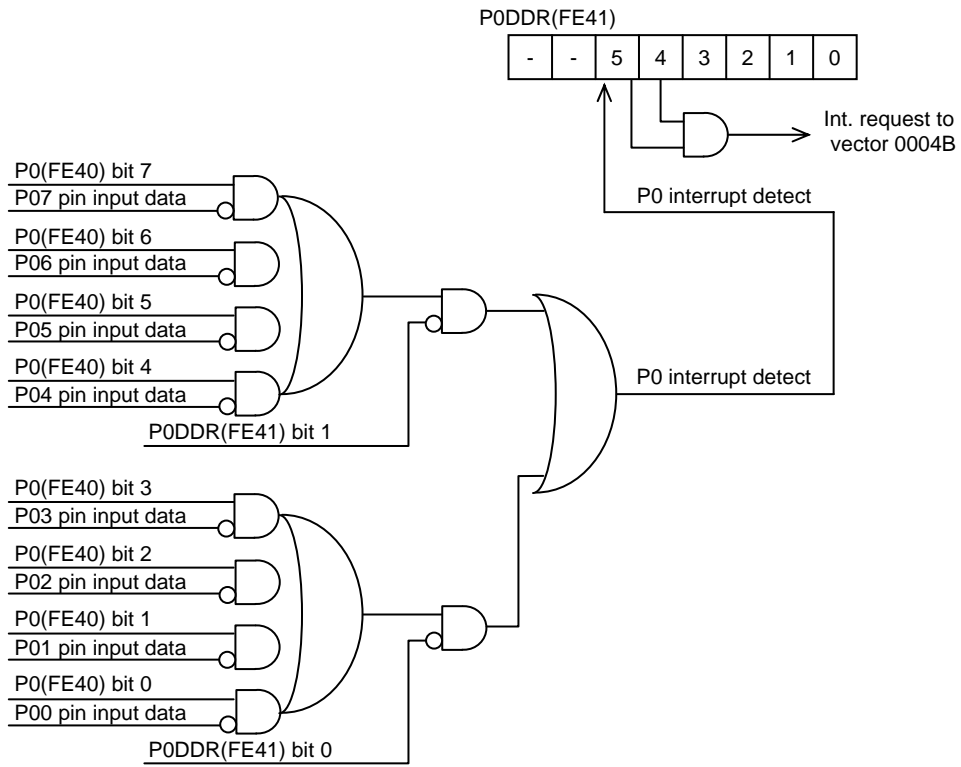 P0DDR(FE41)
- - 5 4 3 2 1 0
Int. request to
vector 0004B
P0 interrupt detect
P0(FE40) bit 7
P07 pin input data
P0(FE40) bit 6
P06 pin input data
P0(FE40) bit 5
P05 pin input data
P0(FE40) bit 4
P04 pin input data
P0DDR(FE41) bit 1
P0 interrupt detect
P0(FE40) bit 3
P03 pin input data
P0(FE40) bit 2
P02 pin input data
P0(FE40) bit 1
P01 pin input data
P0(FE40) bit 0
P00 pin input data
P0DDR(FE41) bit 0